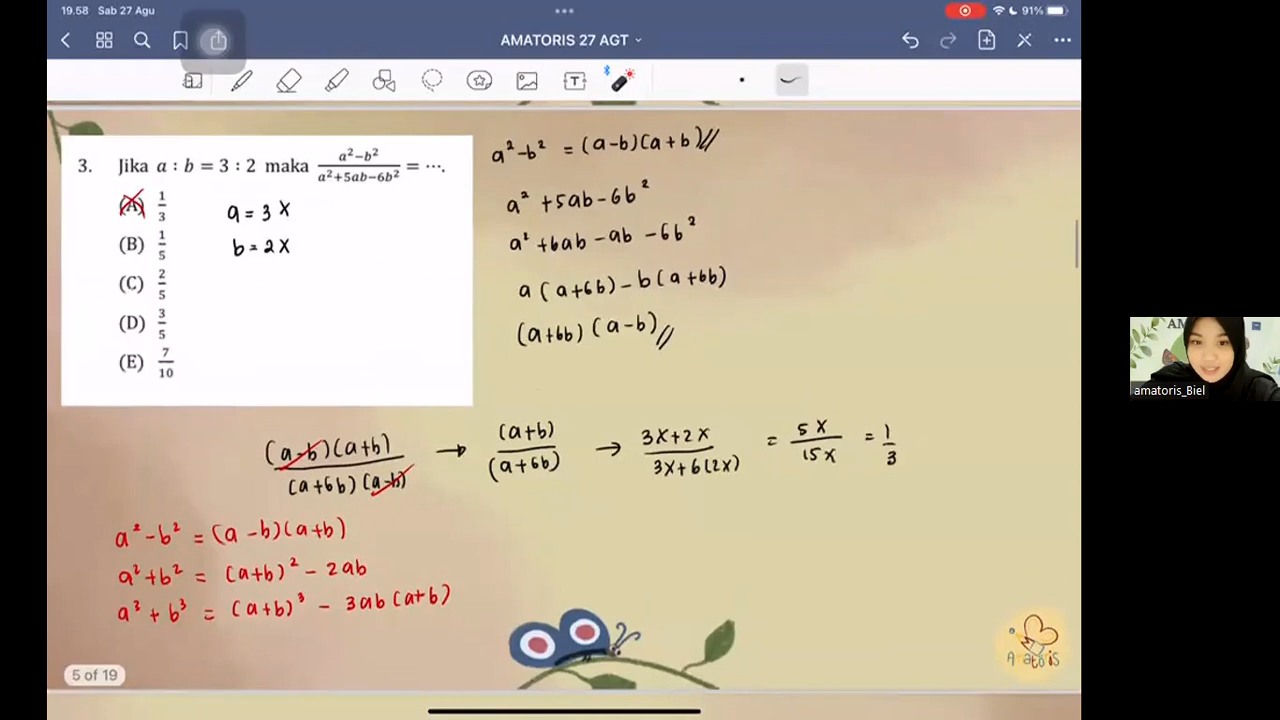 19.58 Sab 27 Agu
91%
AMATORIS 27 AGT
3. Jika a : b = 3 : 2 maka (a²−b²)/(a²+5ab−6b²) = ⋯.
(A) 1/3
(B) 1/5
(C) 2/5
(D) 3/5
(E) 7/10
a = 3x
b = 2x
a²-b² = (a-b)(a+b)//
a² +5ab-6b²
a² +6ab-ab -6b²
a (a+6b) - b (a+6b)
(a+6b) (a-b)//
(a-b)(a+b)/(a+6b)(a-b) → (a+b)/(a+6b) → 3x+2x/3x+6(2x) = 5x/15x = 1/3
a²-b² = (a-b)(a+b)
a²+b² = (a+b)² - 2ab
a³+b³ = (a+b)³ - 3ab(a+b)
5 of 19
Amatoris
AM
amatoris_Biel